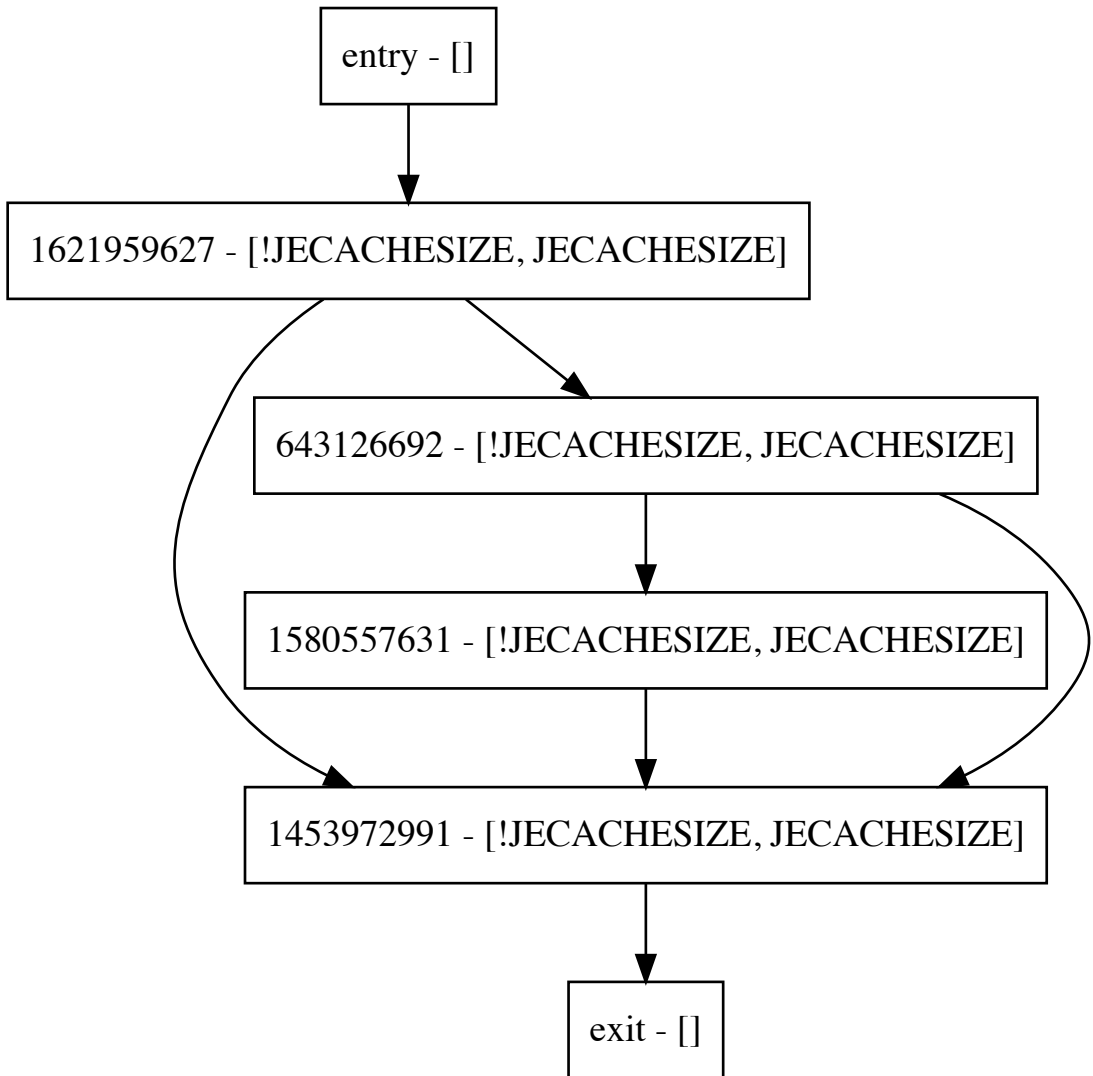 entry - []
1621959627 - [!JECACHESIZE, JECACHESIZE]
643126692 - [!JECACHESIZE, JECACHESIZE]
1580557631 - [!JECACHESIZE, JECACHESIZE]
1453972991 - [!JECACHESIZE, JECACHESIZE]
exit - []